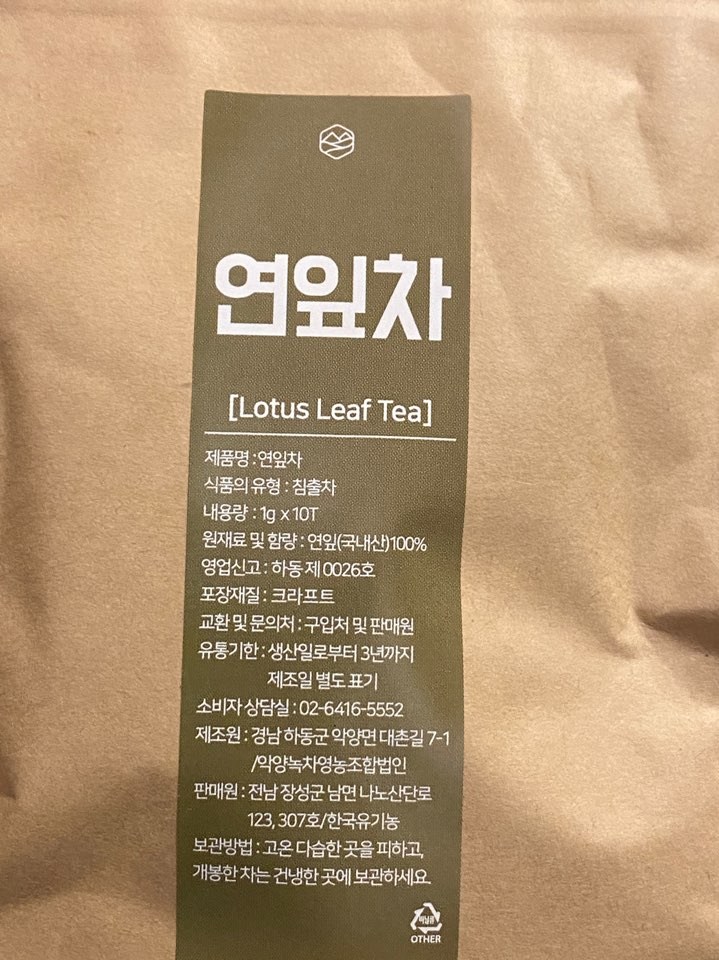 연잎차
[Lotus Leaf Tea]
제품명 : 연잎차
식품의 유형 : 침출차
내용량 : 1g x 10T
원재료 및 함량 : 연잎(국내산)100%
영업신고 : 하동 제 0026호
포장재질 : 크라프트
교환 및 문의처 : 구입처 및 판매원
유통기한 : 생산일로부터 3년까지
제조일 별도 표기
소비자 상담실 : 02-6416-5552
제조원 : 경남 하동군 악양면 대촌길 7-1
/악양녹차영농조합법인
판매원 : 전남 장성군 남면 나노산단로
123, 307호/한국유기농
보관방법 : 고온 다습한 곳을 피하고,
개봉한 차는 건냉한 곳에 보관하세요.
비닐류
OTHER